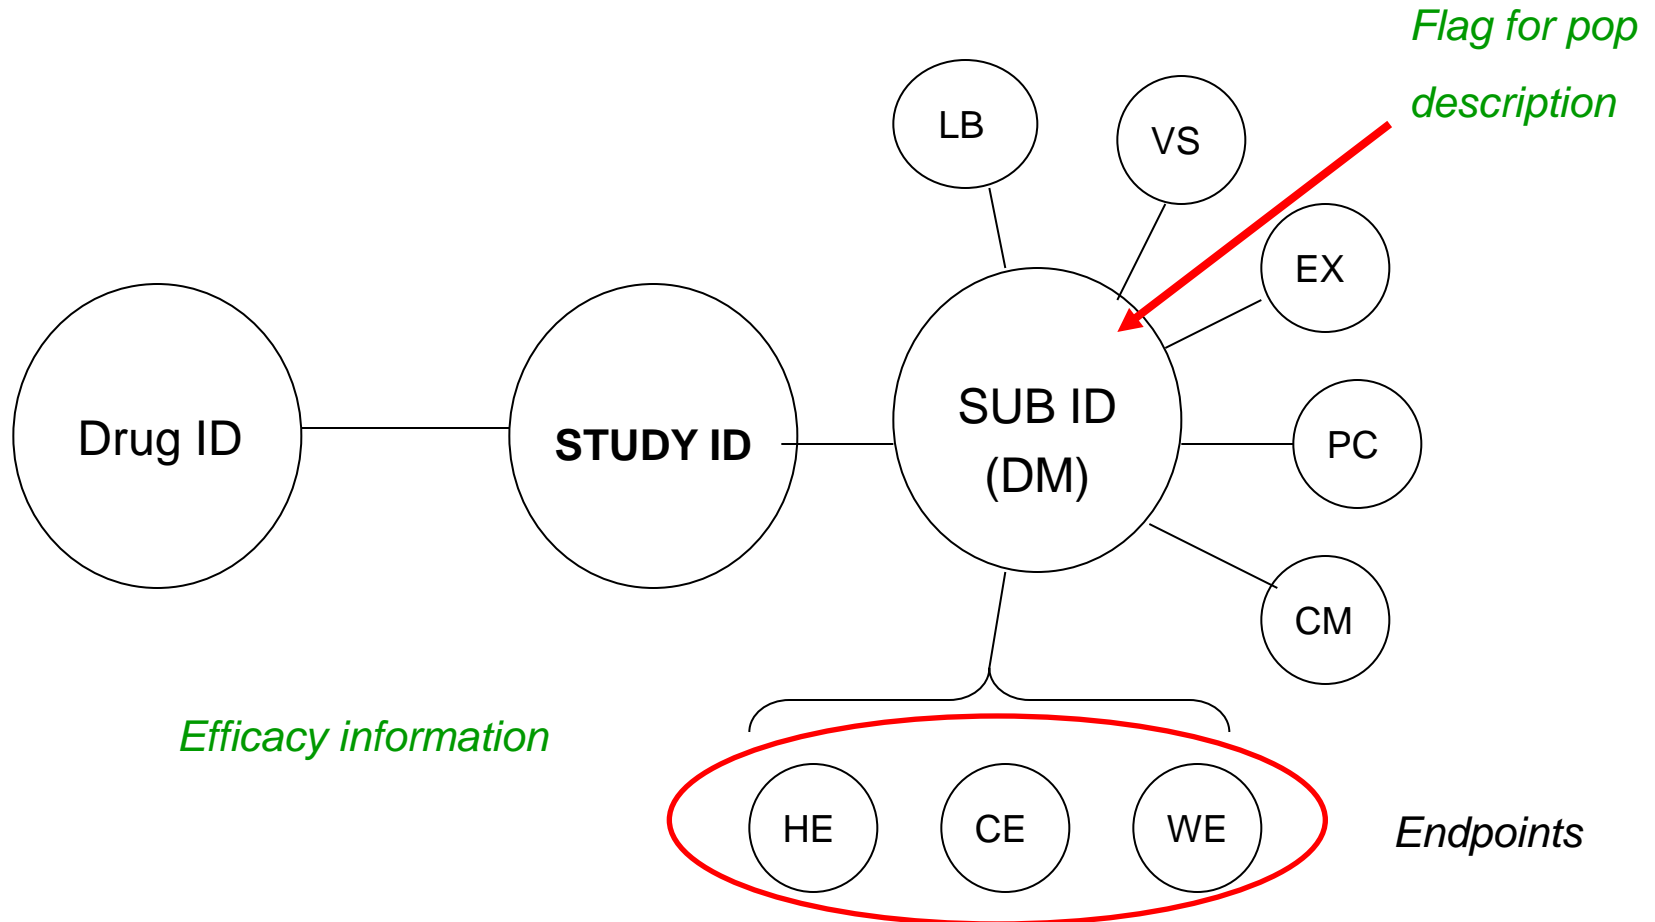 Flag for pop
description
LB
VS
EX
Drug ID
STUDY ID
SUB ID
(DM)
PC
CM
Efficacy information
HE
CE
WE
Endpoints